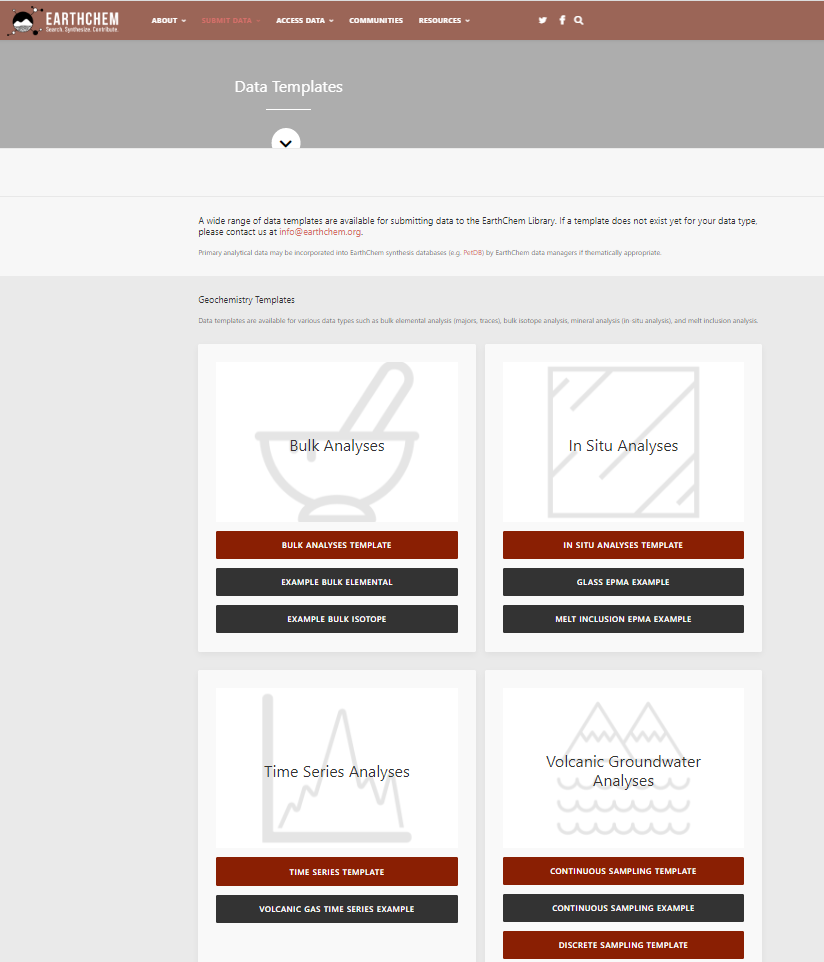 EARTHCHEM
Search. Synthesize. Contribute.
ABOUT
SUBMIT DATA
ACCESS DATA
COMMUNITIES
RESOURCES
Data Templates
A wide range of data templates are available for submitting data to the EarthChem Library. If a template does not exist yet for your data type,
please contact us at info@earthchem.org.
Primary analytical data may be incorporated into EarthChem synthesis databases (e.g. PetDB) by EarthChem data managers if thematically appropriate.
Geochemistry Templates
Data templates are available for various data types such as bulk elemental analysis (majors, traces), bulk isotope analysis, mineral analysis (in situ analysis), and melt inclusion analysis.
Bulk Analyses
BULK ANALYSES TEMPLATE
EXAMPLE BULK ELEMENTAL
EXAMPLE BULK ISOTOPE
In Situ Analyses
IN SITU ANALYSES TEMPLATE
GLASS EPMA EXAMPLE
MELT INCLUSION EPMA EXAMPLE
Time Series Analyses
TIME SERIES TEMPLATE
VOLCANIC GAS TIME SERIES EXAMPLE
Volcanic Groundwater
Analyses
CONTINUOUS SAMPLING TEMPLATE
CONTINUOUS SAMPLING EXAMPLE
DISCRETE SAMPLING TEMPLATE